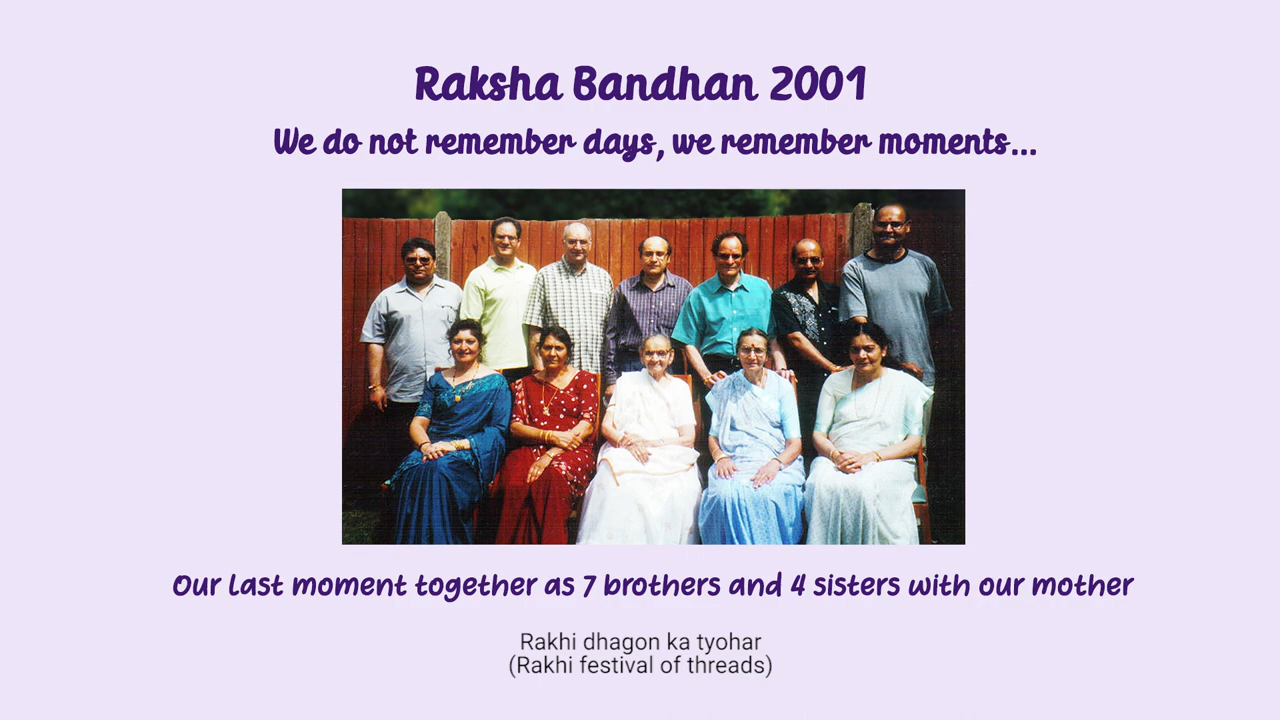 Raksha Bandhan 2001
We do not remember days, we remember moments...
Our last moment together as 7 brothers and 4 sisters with our mother
Rakhi dhagon ka tyohar
(Rakhi festival of threads)